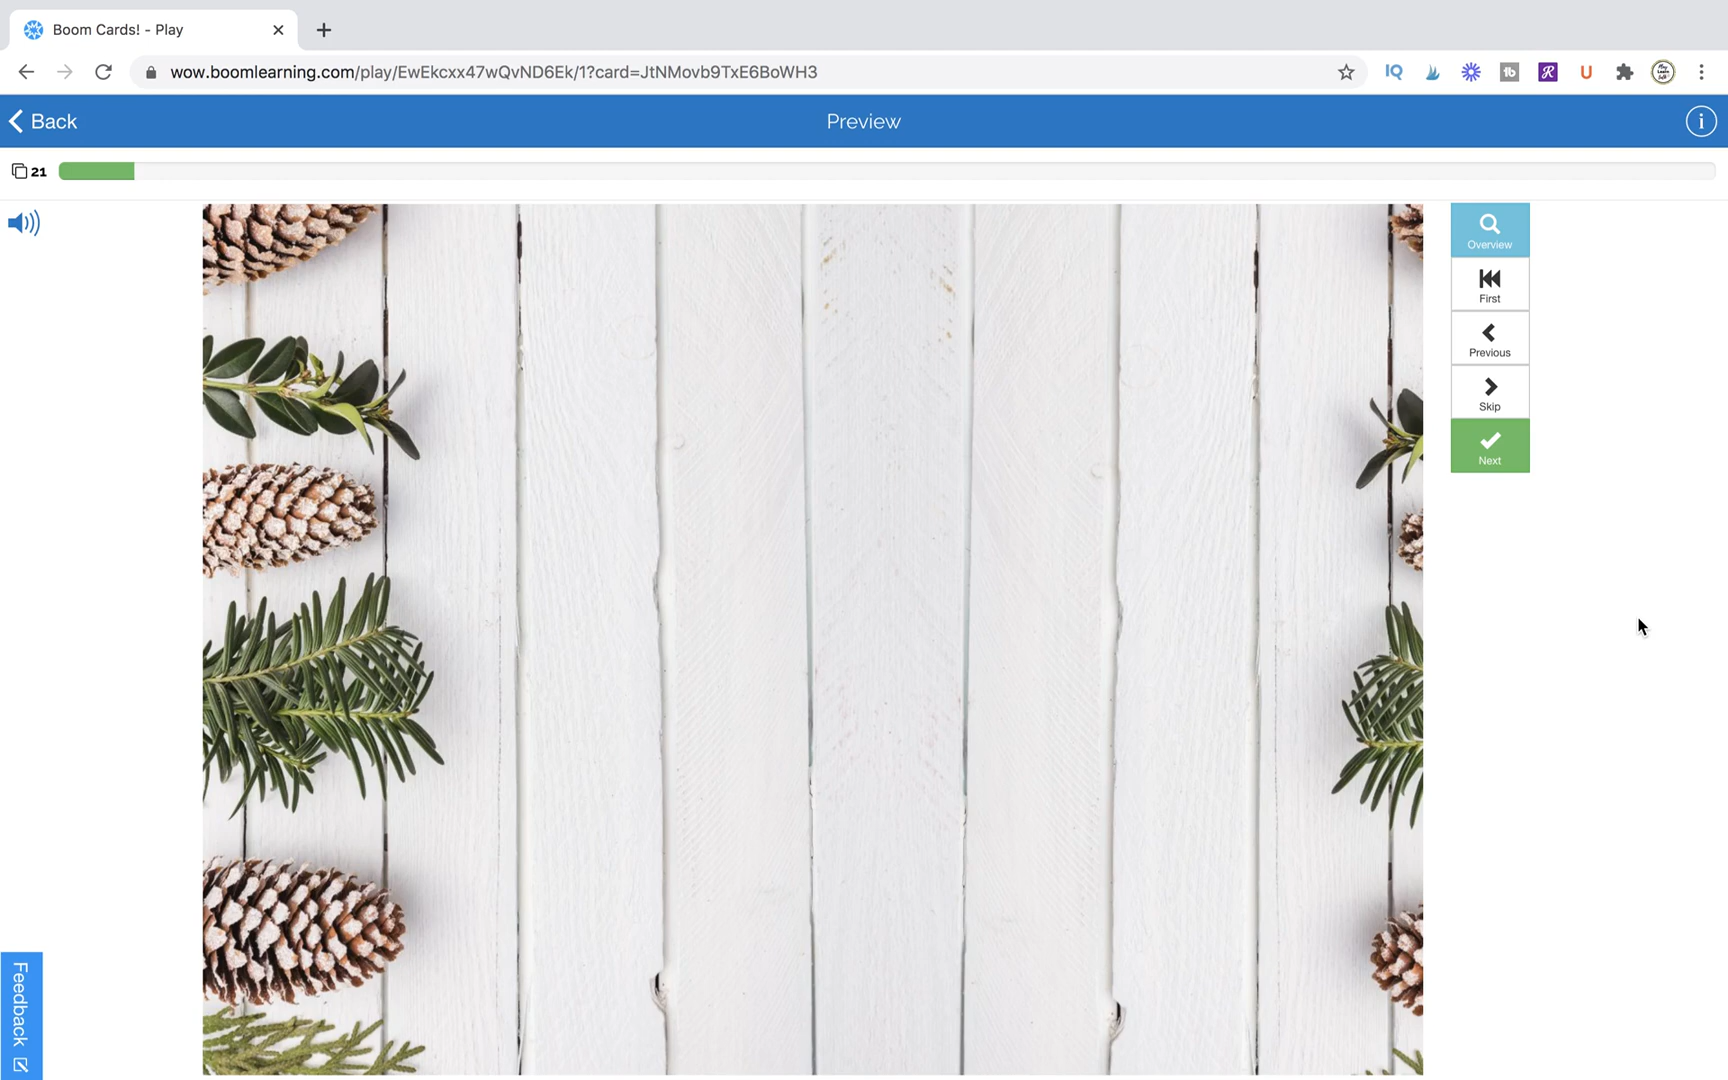 Boom Cards! - Play
wow.boomlearning.com/play/EwEkcxx47wQvND6Ek/1?card=JtNMovb9TxE6BoWH3
IQ
tb
R
U
Back
Preview
i
21
Overview
First
Previous
Skip
Next
Feedback